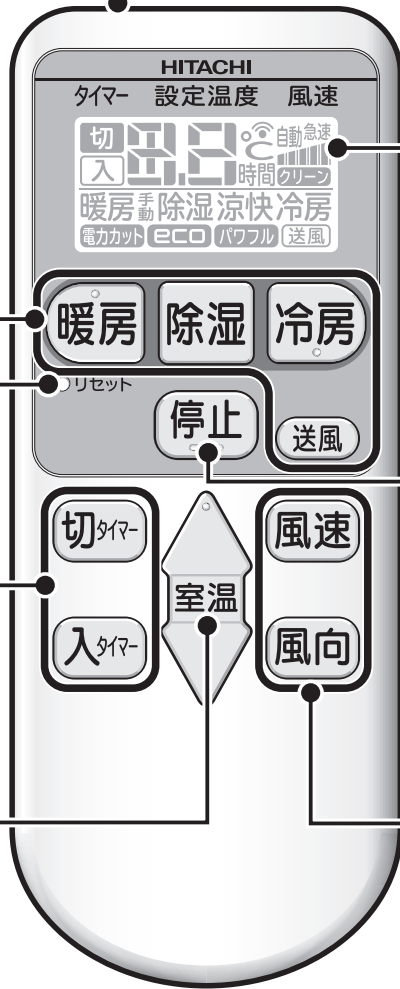 HITACHI
タイマー 設定温度 風速
切 8.8 ℃ 自動 急速
入 時間 クリーン
暖房 手動 除湿 涼快 冷房
電力カット eco パワフル 送風
暖房 除湿 冷房
リセット
停止 送風
切タイマー 風速
室温
入タイマー 風向